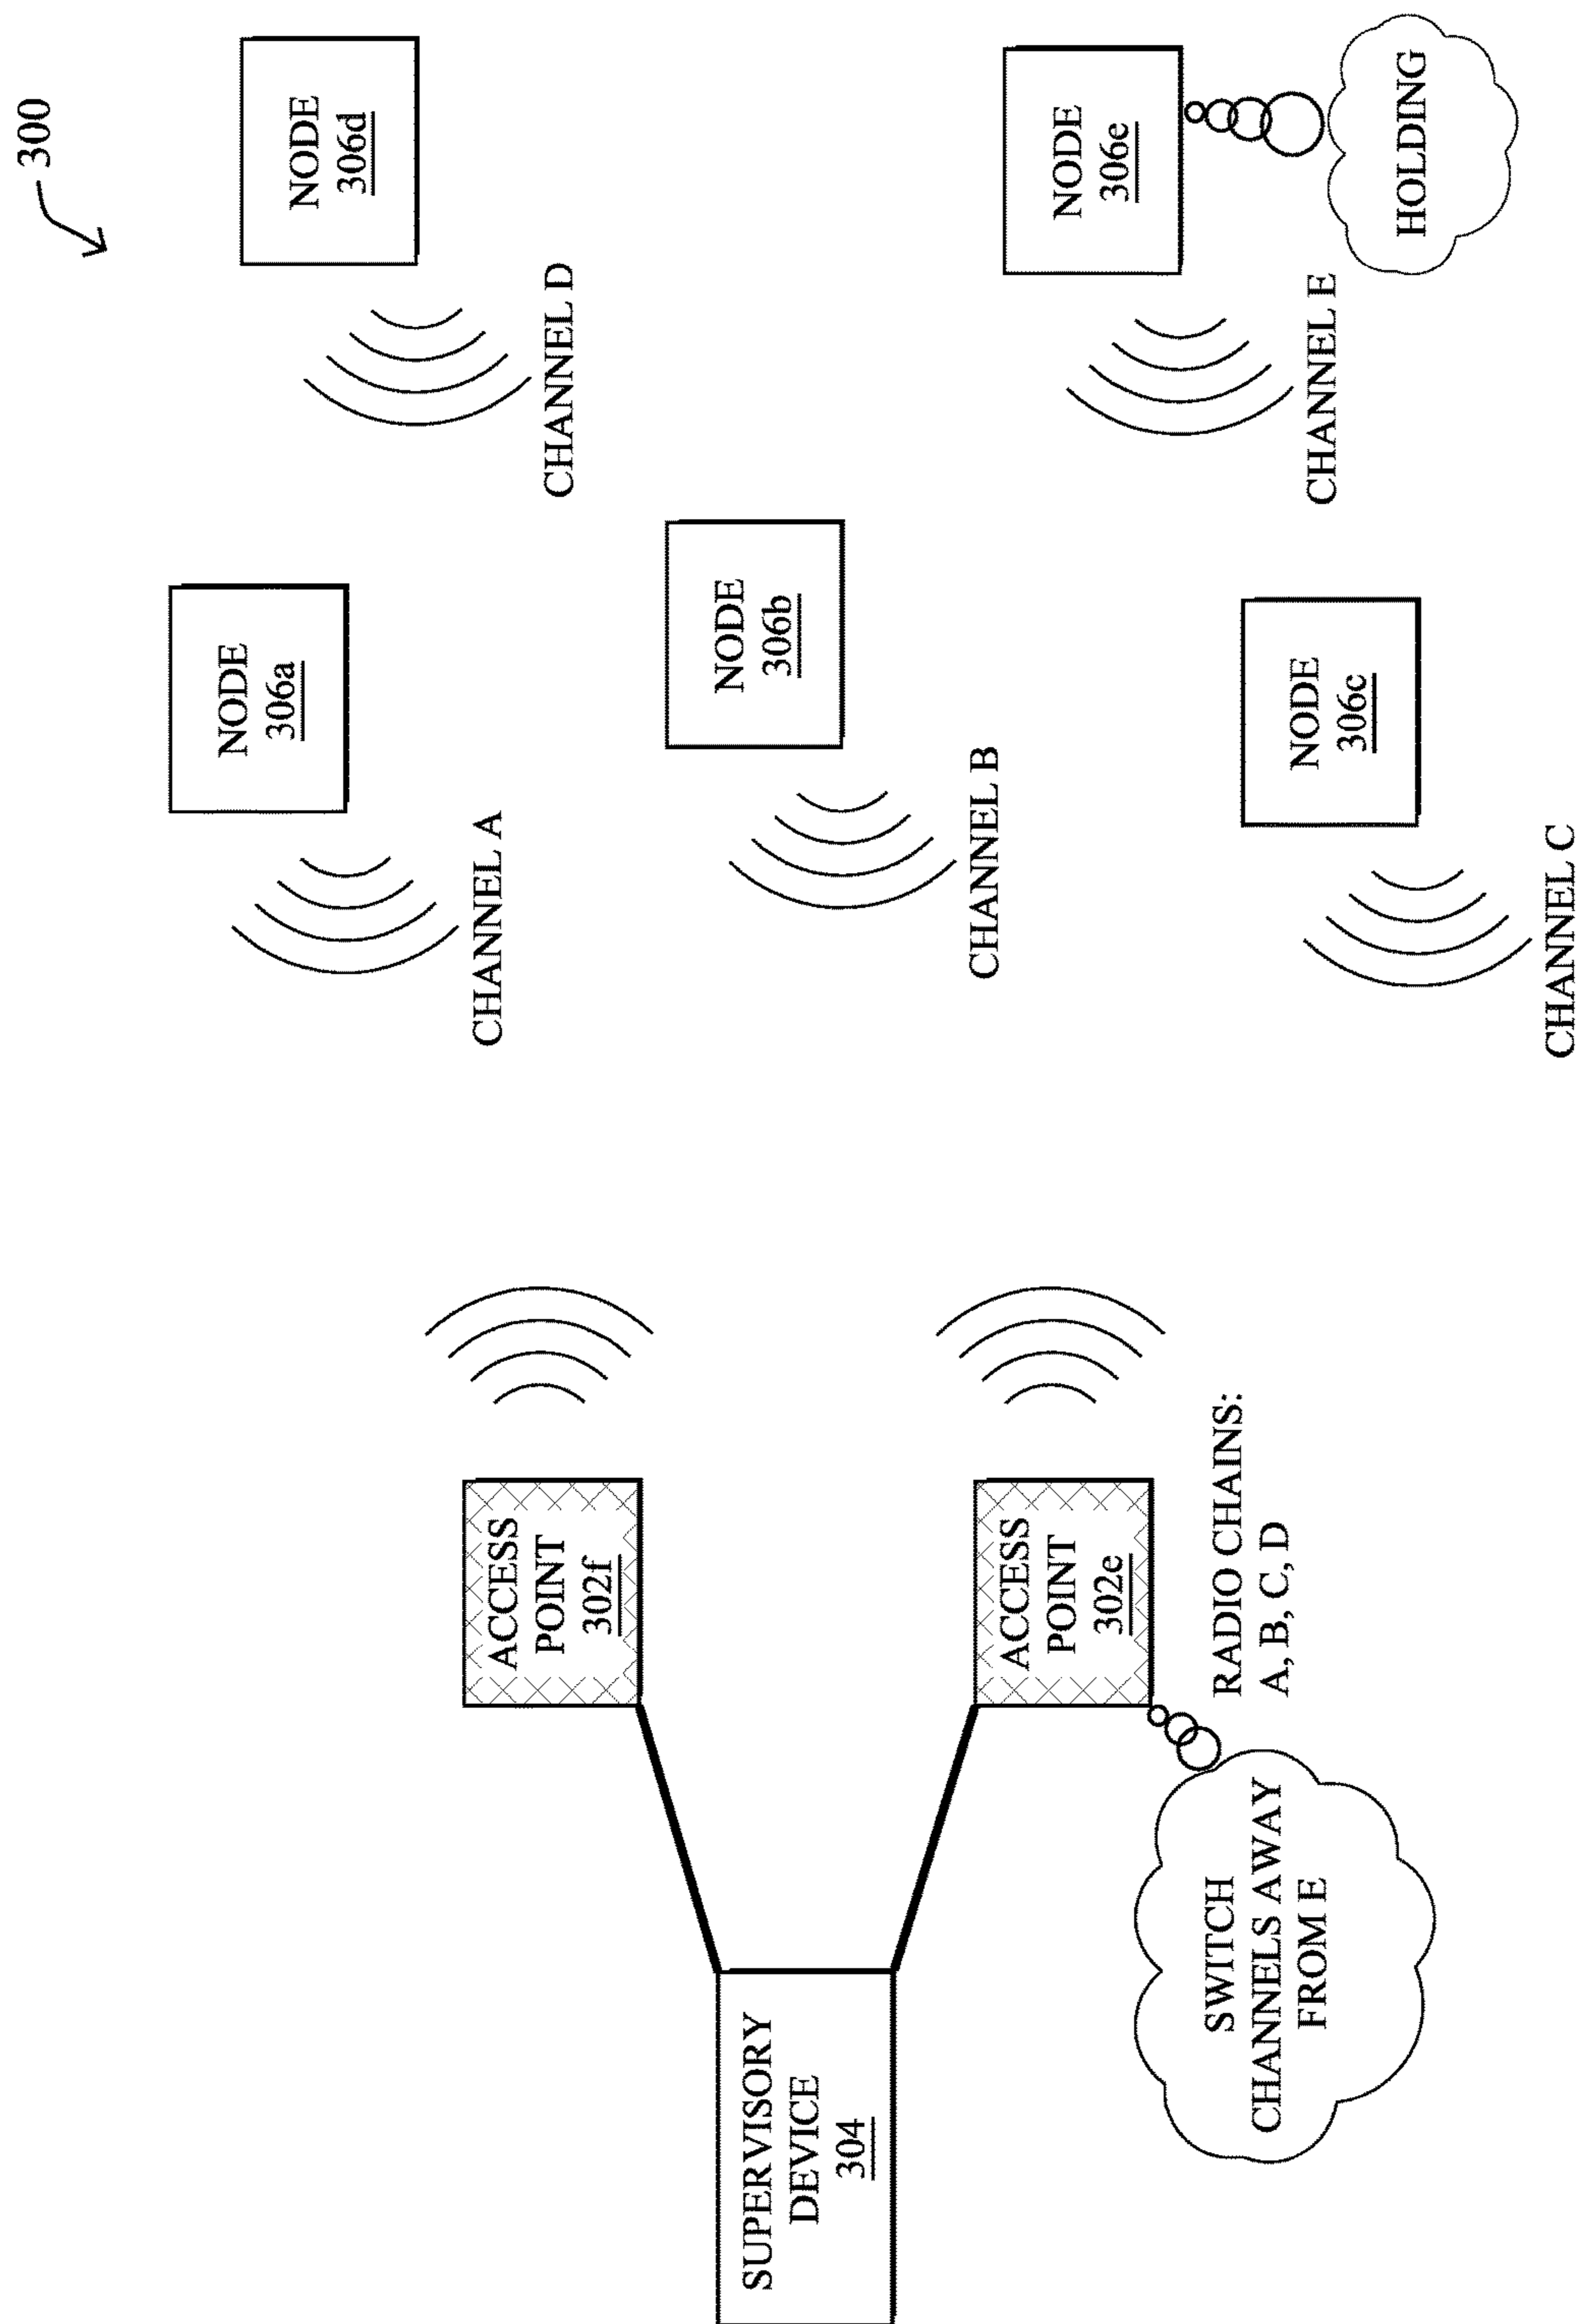 300
NODE
306a
CHANNEL A
NODE
306d
CHANNEL D
ACCESS
POINT
302f
NODE
306b
CHANNEL B
SUPERVISORY
DEVICE
304
ACCESS
POINT
302e
RADIO CHAINS:
A, B, C, D
SWITCH
CHANNELS AWAY
FROM E
NODE
306e
CHANNEL E
HOLDING
NODE
306c
CHANNEL C